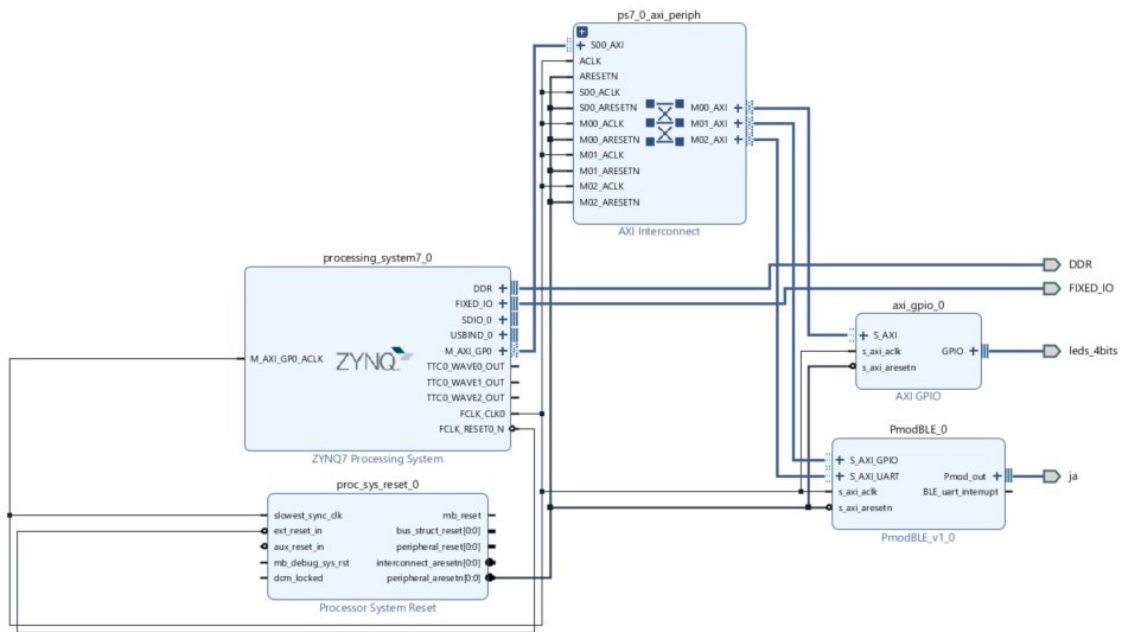 ps7_0_axi_periph
S00_AXI
ACLK
ARESETN
S00_ACLK
S00_ARESETN
M00_ACLK
M00_ARESETN
M01_ACLK
M01_ARESETN
M02_ACLK
M02_ARESETN
M00_AXI
M01_AXI
M02_AXI
AXI Interconnect
processing_system7_0
M_AXI_GP0_ACLK
ZYNQ
DDR
FIXED_IO
SDIO_0
USBIND_0
M_AXI_GP0
TTC0_WAVE0_OUT
TTC0_WAVE1_OUT
TTC0_WAVE2_OUT
FCLK_CLK0
FCLK_RESET0_N
ZYNQ7 Processing System
DDR
FIXED_IO
axi_gpio_0
S_AXI
s_axi_aclk
s_axi_aresetn
GPIO
AXI GPIO
leds_4bits
PmodBLE_0
S_AXI_GPIO
S_AXI_UART
s_axi_aclk
s_axi_aresetn
Pmod_out
BLE_uart_interrupt
PmodBLE_v1_0
ja
proc_sys_reset_0
slowest_sync_clk
ext_reset_in
aux_reset_in
mb_debug_sys_rst
dcm_locked
mb_reset
bus_struct_reset[0:0]
peripheral_reset[0:0]
interconnect_aresetn[0:0]
peripheral_aresetn[0:0]
Processor System Reset